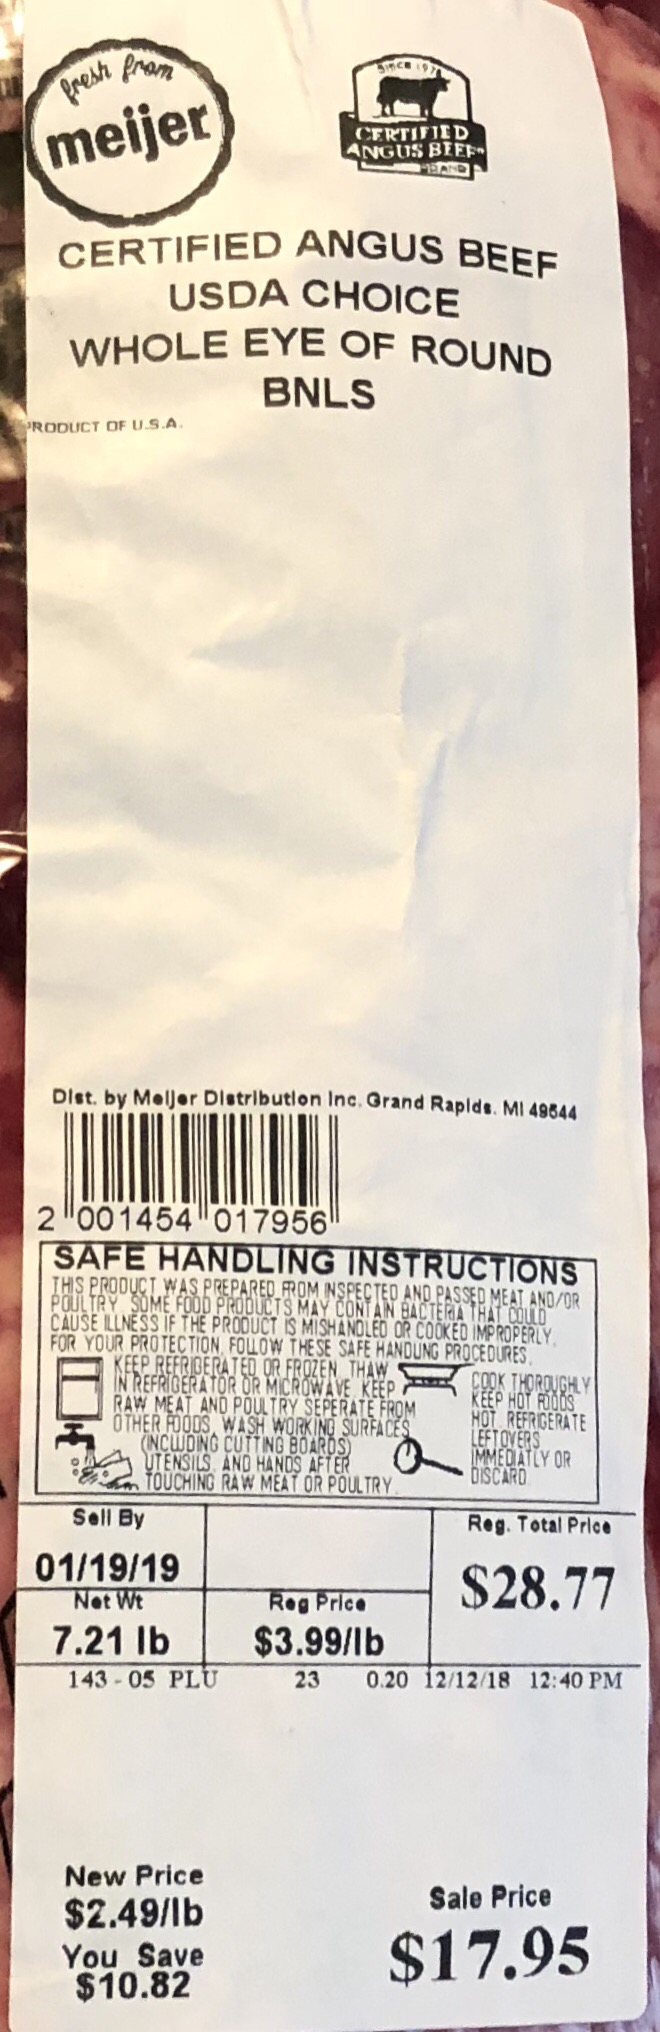 fresh from
meijer
SINCE 1978
CERTIFIED
ANGUS BEEF
BRAND
CERTIFIED ANGUS BEEF
USDA CHOICE
WHOLE EYE OF ROUND
BNLS
PRODUCT OF U.S.A.
Dist. by Meijer Distribution Inc. Grand Rapids. MI 49544
2 001454 017956
SAFE HANDLING INSTRUCTIONS
THIS PRODUCT WAS PREPARED FROM INSPECTED AND PASSED MEAT AND/OR
POULTRY. SOME FOOD PRODUCTS MAY CONTAIN BACTERIA THAT COULD
CAUSE ILLNESS IF THE PRODUCT IS MISHANDLED OR COOKED IMPROPERLY.
FOR YOUR PROTECTION, FOLLOW THESE SAFE HANDLING PROCEDURES.
KEEP REFRIGERATED OR FROZEN. THAW
IN REFRIGERATOR OR MICROWAVE. KEEP
RAW MEAT AND POULTRY SEPERATE FROM
OTHER FOODS. WASH WORKING SURFACES
(INCLUDING CUTTING BOARDS)
UTENSILS, AND HANDS AFTER
TOUCHING RAW MEAT OR POULTRY.
COOK THOROUGHLY
KEEP HOT FOODS
HOT. REFRIGERATE
LEFTOVERS
IMMEDIATLY OR
DISCARD
Sell By
01/19/19
Reg. Total Price
$28.77
Net Wt
7.21 lb
Reg Price
$3.99/lb
143 - 05 PLU 23 0.20 12/12/18 12:40 PM
New Price
$2.49/lb
You Save
$10.82
Sale Price
$17.95